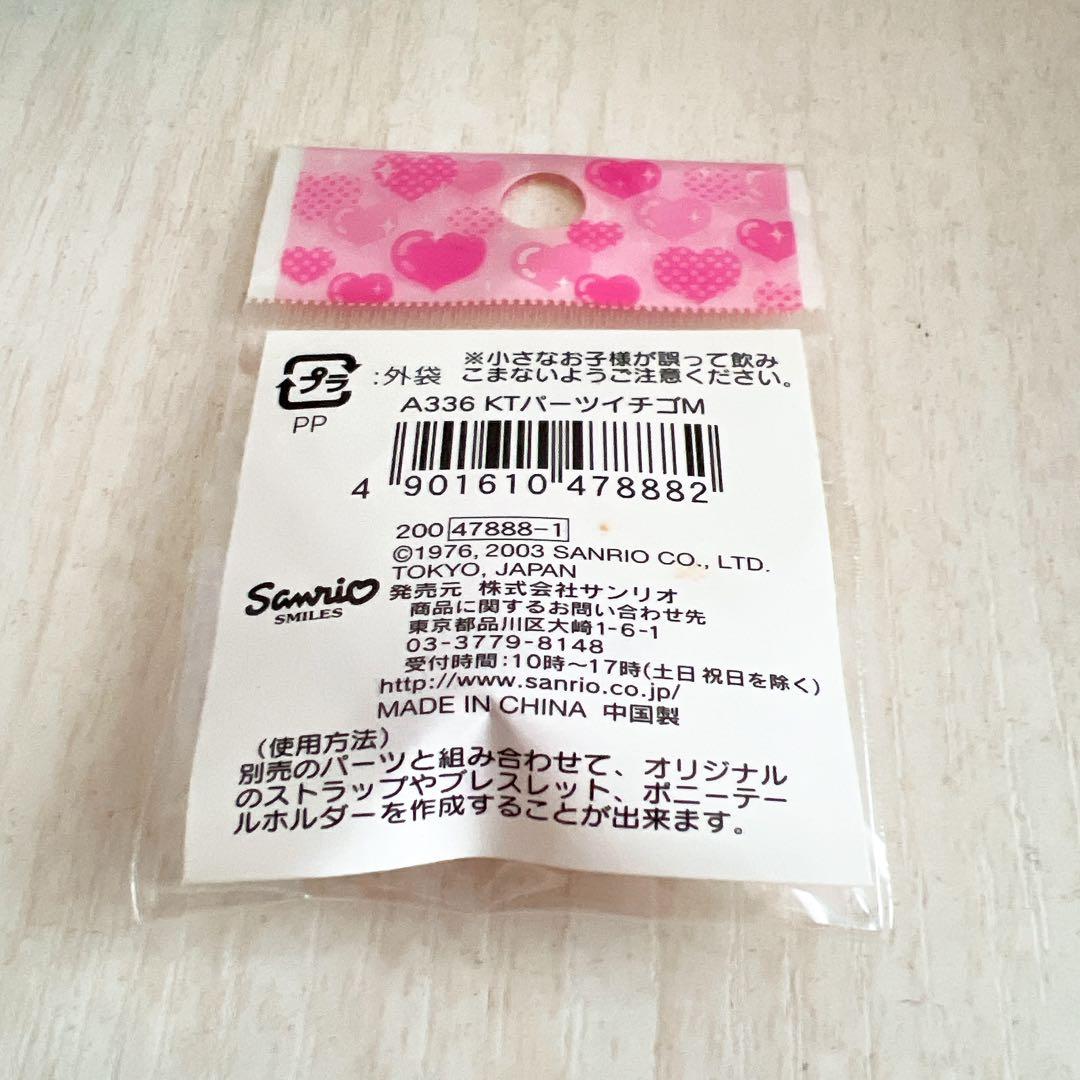 ※小さなお子様が誤って飲み
プラ :外袋 こまないようご注意ください。
PP
A336 KTパーツイチゴM
4 901610 478882
200 47888-1
©1976, 2003 SANRIO CO., LTD.
TOKYO, JAPAN
Sanrio
SMILES
発売元 株式会社サンリオ
商品に関するお問い合わせ先
東京都品川区大崎1-6-1
03-3779-8148
受付時間:10時〜17時(土日 祝日を除く)
http://www.sanrio.co.jp/
MADE IN CHINA 中国製
(使用方法)
別売のパーツと組み合わせて、オリジナル
のストラップやブレスレット、ポニーテー
ルホルダーを作成することが出来ます。